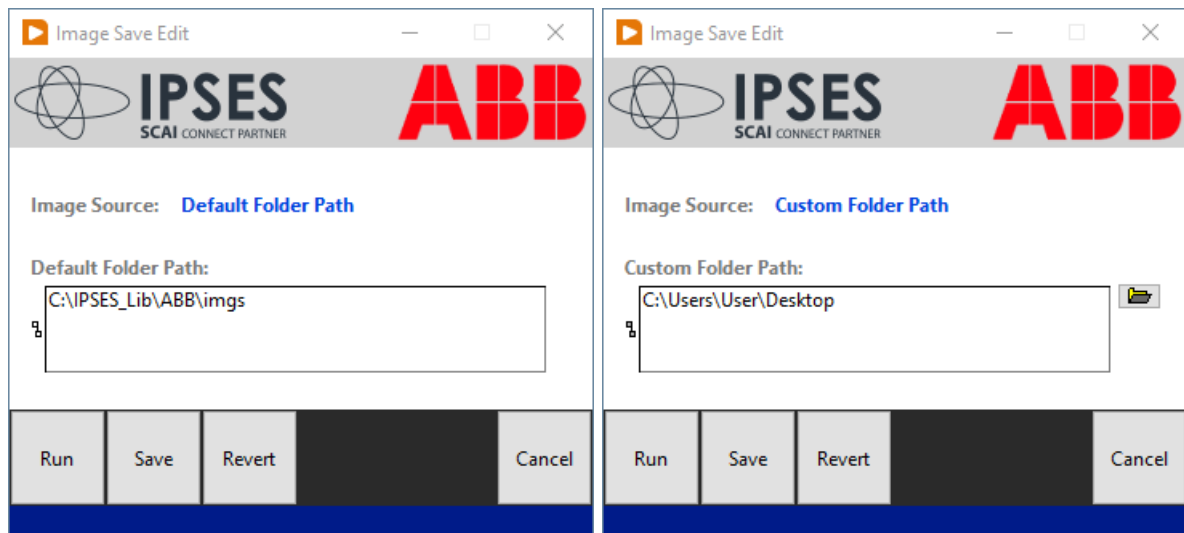 Image Save Edit
IPSES
SCAI CONNECT PARTNER
ABB
Image Source: Default Folder Path
Default Folder Path:
C:\IPSES_Lib\ABB\imgs
Run Save Revert Cancel
Image Save Edit
IPSES
SCAI CONNECT PARTNER
ABB
Image Source: Custom Folder Path
Custom Folder Path:
C:\Users\User\Desktop
Run Save Revert Cancel